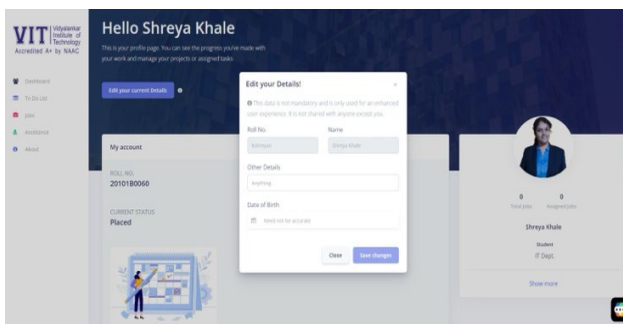 VIT
Vidyalankar
Institute of
Technology
Accredited A+ by NAAC
Dashboard
To Do List
Jobs
Assistance
About
Hello Shreya Khale
This is your profile page. You can see the progress you've made with
your work and manage your projects or assigned tasks
Edit your current Details
My account
ROLL NO.
20101B0060
CURRENT STATUS
Placed
Edit your Details!
×
This data is not mandatory and is only used for an enhanced
user experience. It is not shared with anyone except you.
Roll No. Name
Shreya Khale
Other Details
Anything..
Date of Birth
Need not be accurate
Close Save changes
0 0
Total Jobs Assigned Jobs
Shreya Khale
Student
IT Dept.
Show more